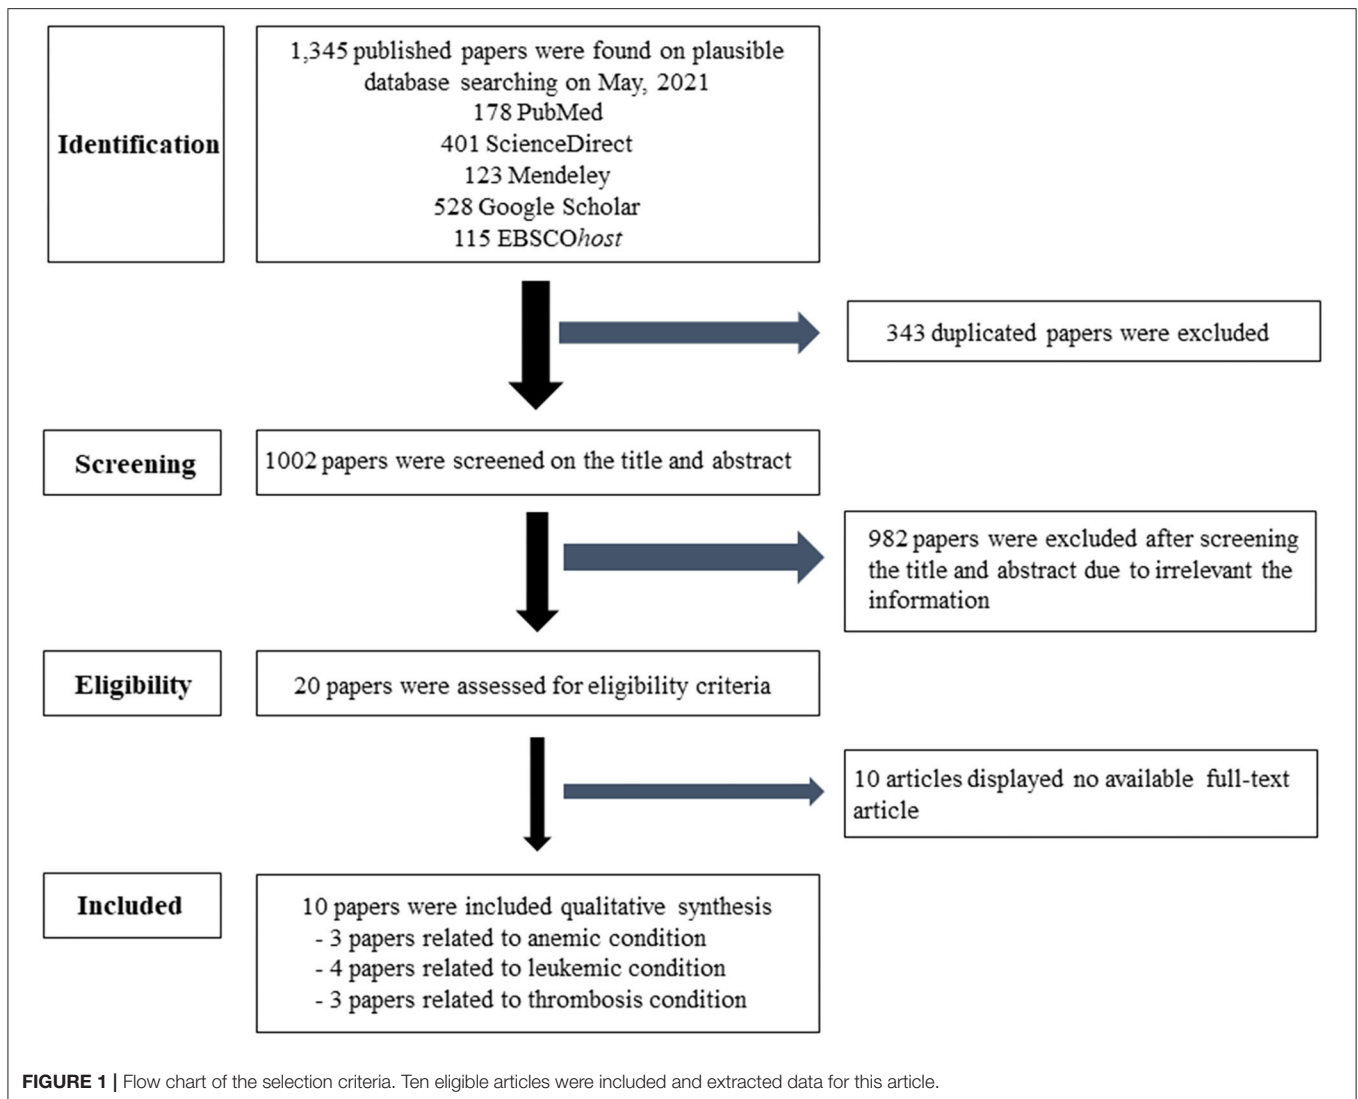 Identification
1,345 published papers were found on plausible
database searching on May, 2021
178 PubMed
401 ScienceDirect
123 Mendeley
528 Google Scholar
115 EBSCOhost
343 duplicated papers were excluded
Screening
1002 papers were screened on the title and abstract
982 papers were excluded after screening
the title and abstract due to irrelevant the
information
Eligibility
20 papers were assessed for eligibility criteria
10 articles displayed no available full-text
article
Included
10 papers were included qualitative synthesis
- 3 papers related to anemic condition
- 4 papers related to leukemic condition
- 3 papers related to thrombosis condition
FIGURE 1 | Flow chart of the selection criteria. Ten eligible articles were included and extracted data for this article.